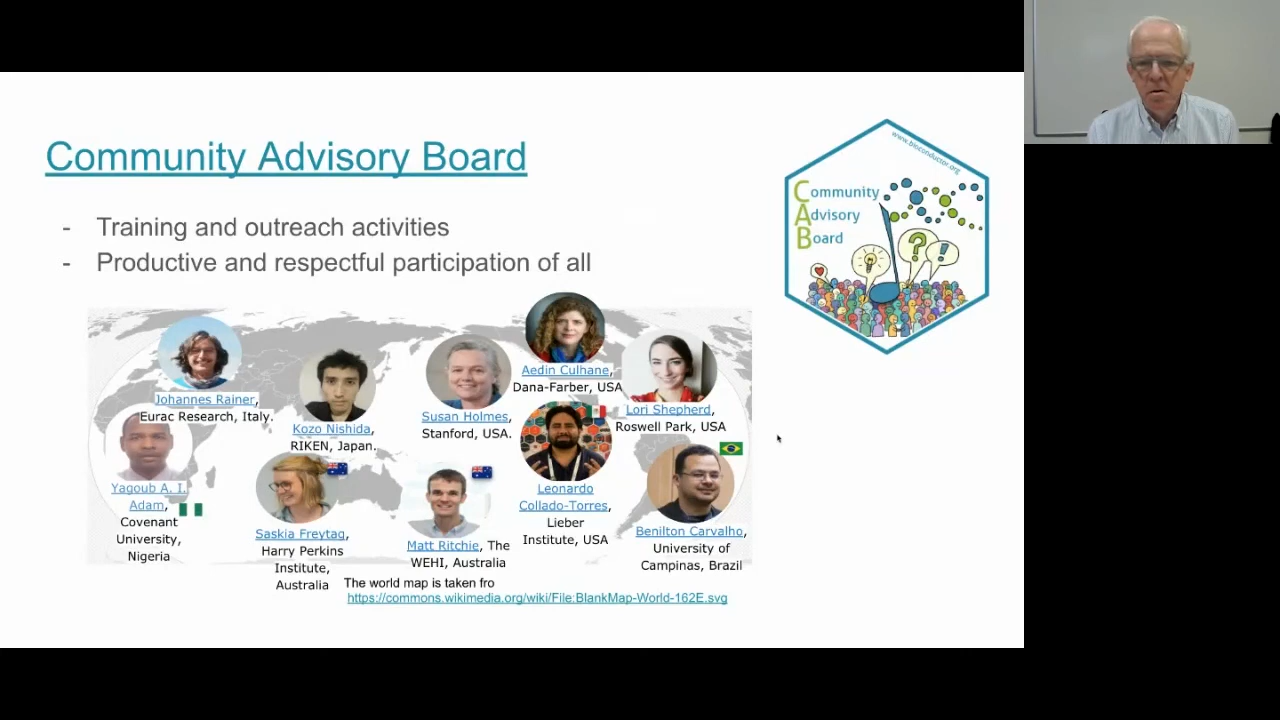 Community Advisory Board
www.bioconductor.org
Community
Advisory
Board
- Training and outreach activities
- Productive and respectful participation of all
Johannes Rainer,
Eurac Research, Italy.
Kozo Nishida,
RIKEN, Japan.
Susan Holmes,
Stanford, USA.
Aedin Culhane,
Dana-Farber, USA
Lori Shepherd,
Roswell Park, USA
Yagoub A. I.
Adam,
Covenant
University,
Nigeria
Saskia Freytag,
Harry Perkins
Institute,
Australia
Matt Ritchie, The
WEHI, Australia
Leonardo
Collado-Torres,
Lieber
Institute, USA
Benilton Carvalho,
University of
Campinas, Brazil
The world map is taken fro
https://commons.wikimedia.org/wiki/File:BlankMap-World-162E.svg